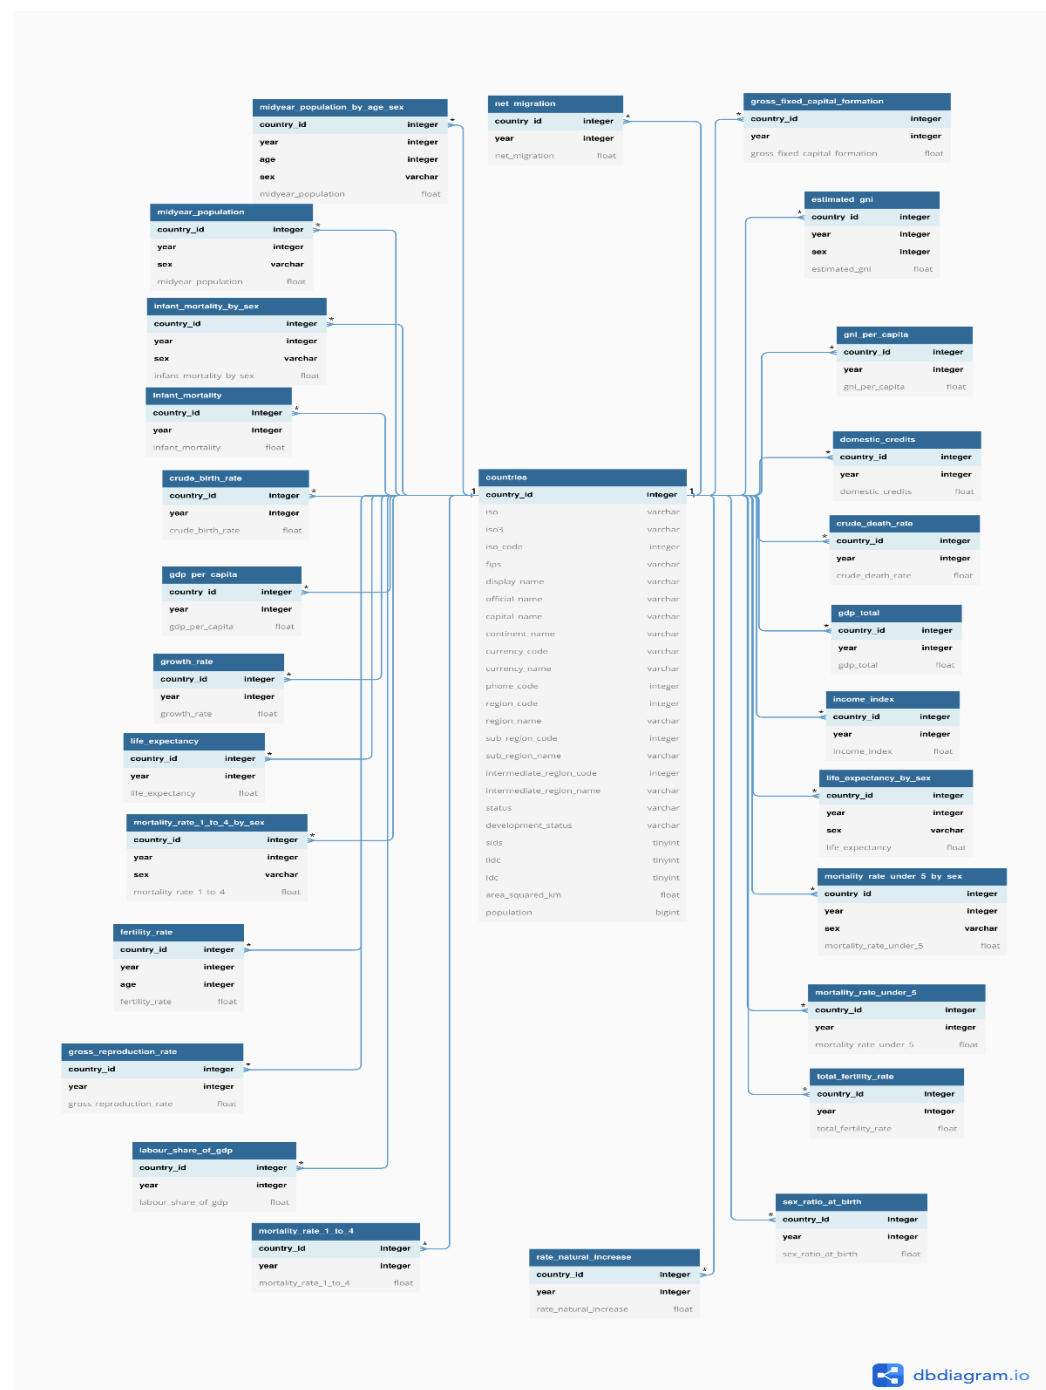 midyear_population_by_age_sex
country_id integer
year integer
age integer
sex varchar
midyear_population float
net_migration
country_id integer
year integer
net_migration float
gross_fixed_capital_formation
country_id integer
year integer
gross_fixed_capital_formation float
midyear_population
country_id integer
year integer
sex varchar
midyear_population float
estimated_gni
country_id integer
year integer
sex integer
estimated_gni float
infant_mortality_by_sex
country_id integer
year integer
sex varchar
infant_mortality_by_sex float
gni_per_capita
country_id integer
year integer
gni_per_capita float
infant_mortality
country_id integer
year integer
infant_mortality float
domestic_credits
country_id integer
year integer
domestic_credits float
crude_birth_rate
country_id integer
year integer
crude_birth_rate float
countries
1 country_id integer 1
iso varchar
iso3 varchar
iso_code integer
fips varchar
display_name varchar
official_name varchar
capital_name varchar
continent_name varchar
currency_code varchar
currency_name varchar
phone_code integer
region_code integer
region_name varchar
sub_region_code integer
sub_region_name varchar
intermediate_region_code integer
intermediate_region_name varchar
status varchar
development_status varchar
sids tinyint
lldc tinyint
ldc tinyint
area_squared_km float
population bigint
crude_death_rate
country_id integer
year integer
crude_death_rate float
gdp_per_capita
country_id integer
year integer
gdp_per_capita float
gdp_total
country_id integer
year integer
gdp_total float
growth_rate
country_id integer
year integer
growth_rate float
income_index
country_id integer
year integer
income_index float
life_expectancy
country_id integer
year integer
life_expectancy float
life_expectancy_by_sex
country_id integer
year integer
sex varchar
life_expectancy float
mortality_rate_1_to_4_by_sex
country_id integer
year integer
sex varchar
mortality_rate_1_to_4 float
mortality_rate_under_5_by_sex
country_id integer
year integer
sex varchar
mortality_rate_under_5 float
fertility_rate
country_id integer
year integer
age integer
fertility_rate float
mortality_rate_under_5
country_id integer
year integer
mortality_rate_under_5 float
gross_reproduction_rate
country_id integer
year integer
gross_reproduction_rate float
total_fertility_rate
country_id integer
year integer
total_fertility_rate float
labour_share_of_gdp
country_id integer
year integer
labour_share_of_gdp float
sex_ratio_at_birth
country_id integer
year integer
sex_ratio_at_birth float
mortality_rate_1_to_4
country_id integer
year integer
mortality_rate_1_to_4 float
rate_natural_increase
country_id integer
year integer
rate_natural_increase float
dbdiagram.io